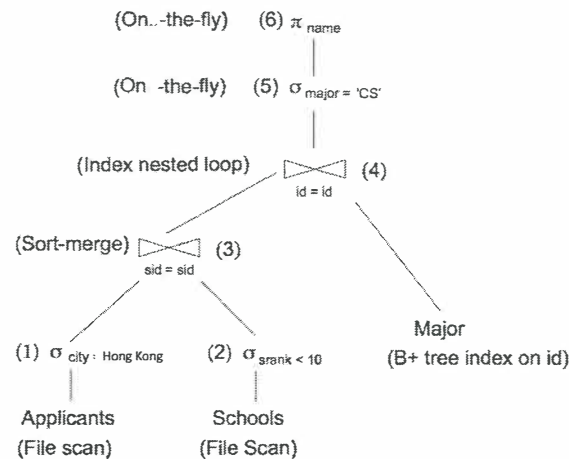 (On..-the-fly) (6) π name
(On -the-fly) (5) σ major = 'CS'
(Index nested loop) (4)
id = id
(Sort-merge) (3)
sid = sid
(1) σ city : Hong Kong (2) σ srank < 10
Major
(B+ tree index on id)
Applicants Schools
(File scan) (File Scan)